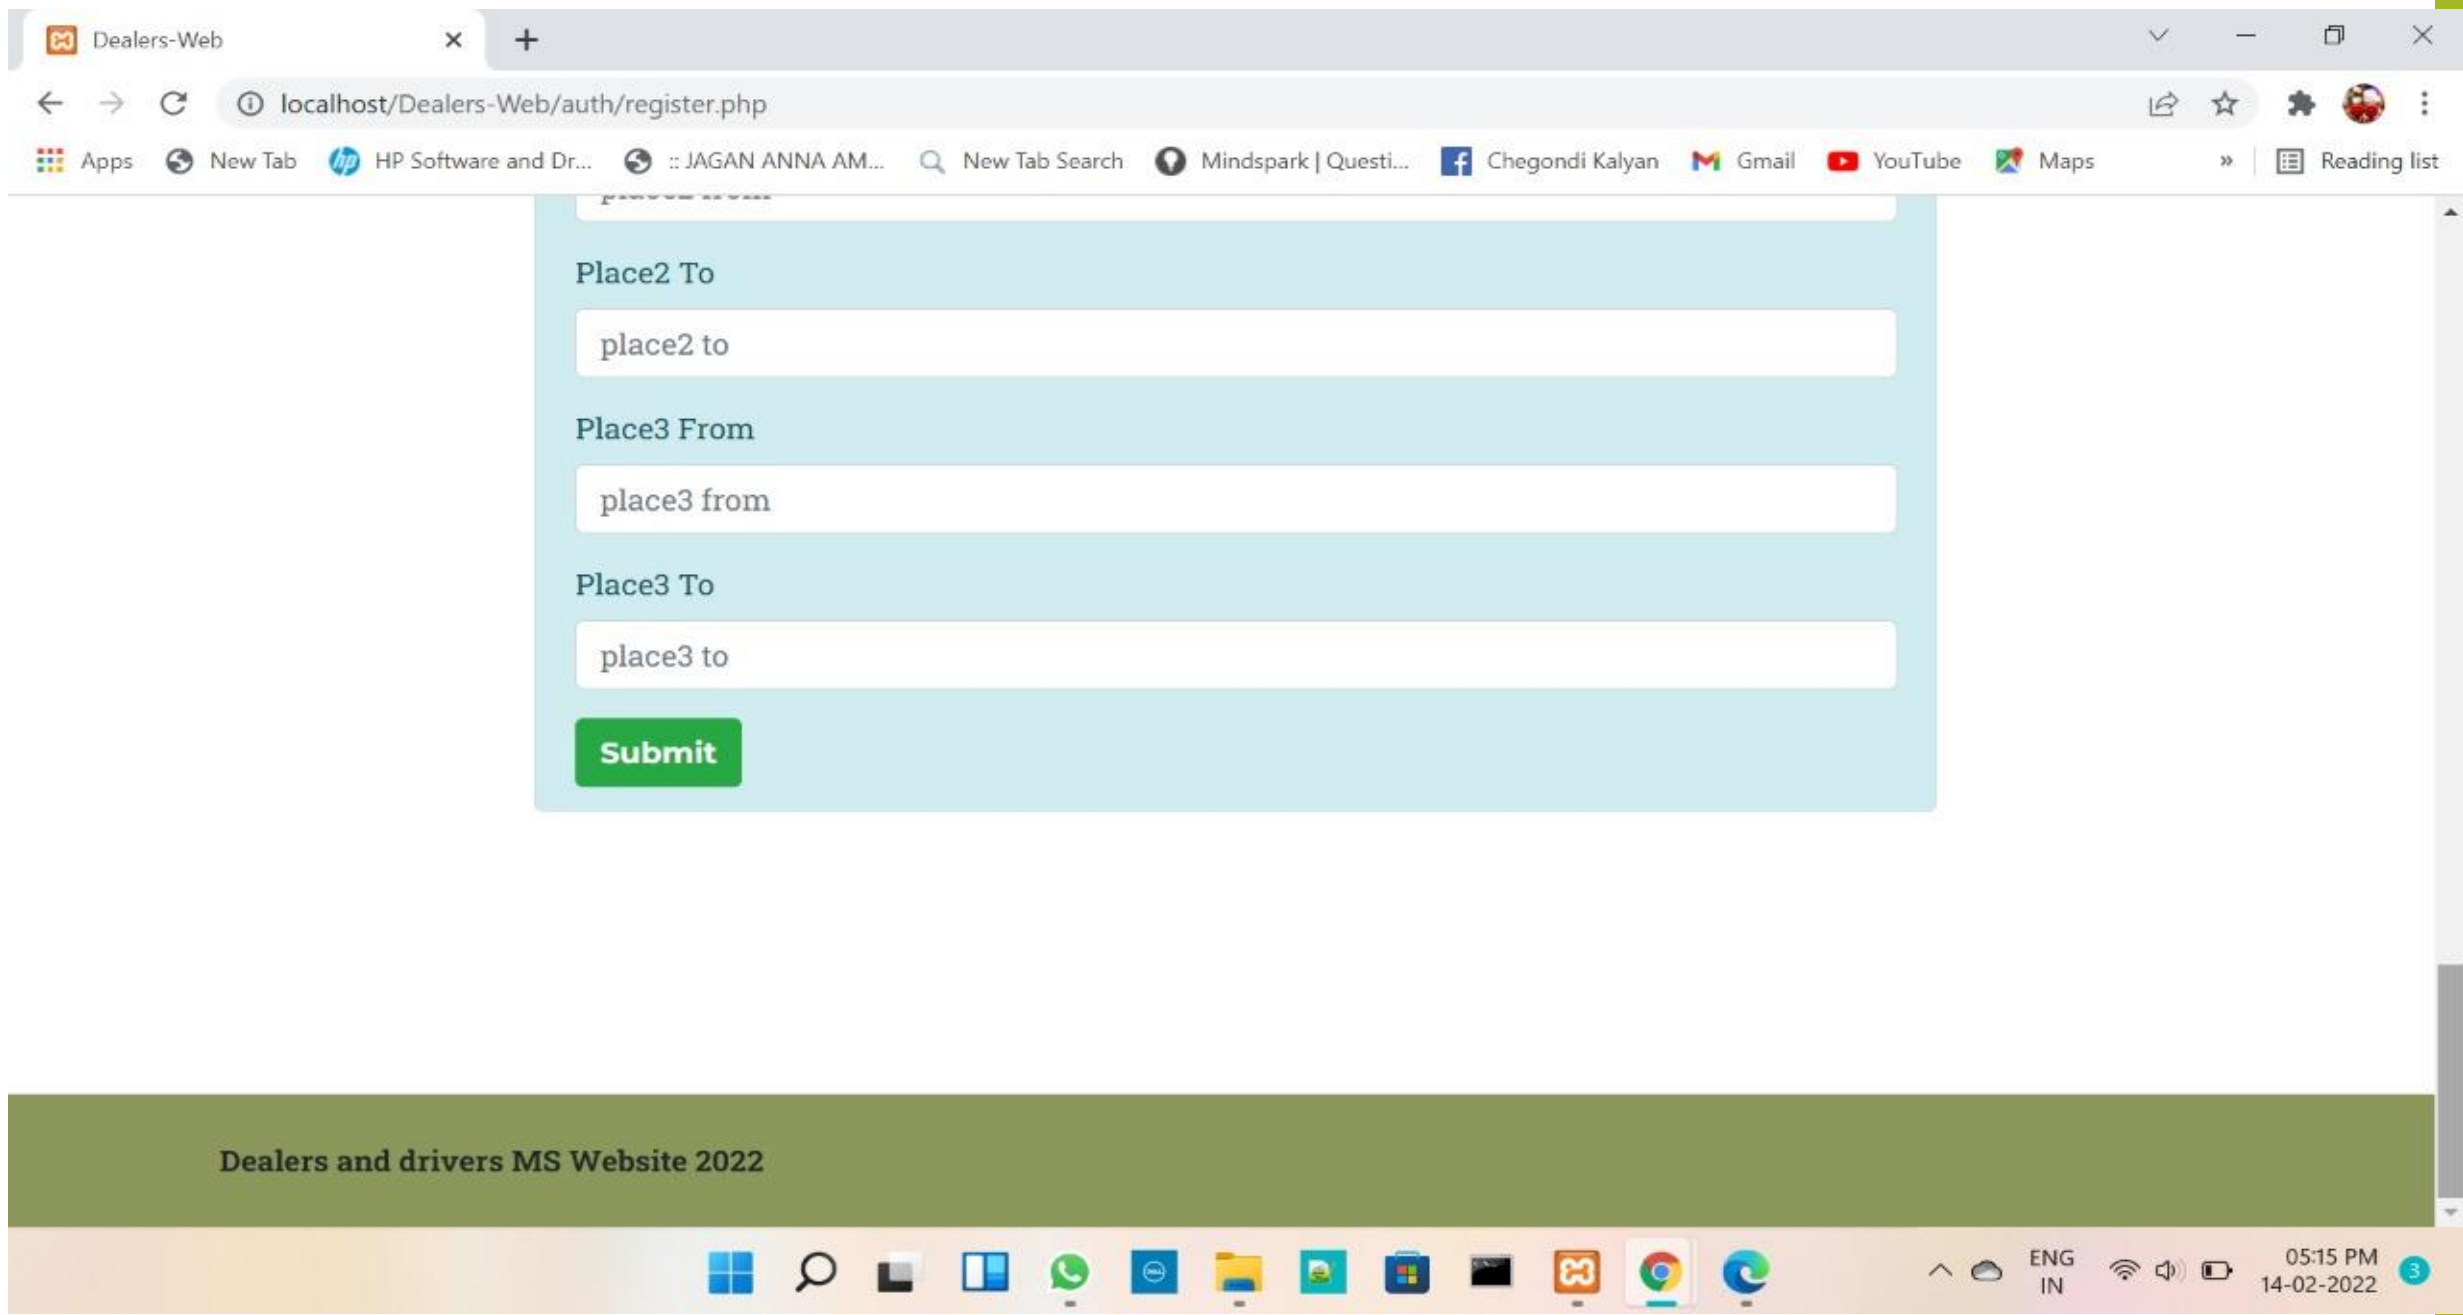 Dealers-Web
localhost/Dealers-Web/auth/register.php
Apps New Tab HP Software and Dr... :: JAGAN ANNA AM... New Tab Search Mindspark | Questi... Chegondi Kalyan Gmail YouTube Maps » Reading list
Place2 To
place2 to
Place3 From
place3 from
Place3 To
place3 to
Submit
Dealers and drivers MS Website 2022
ENG
IN
05:15 PM
14-02-2022
3